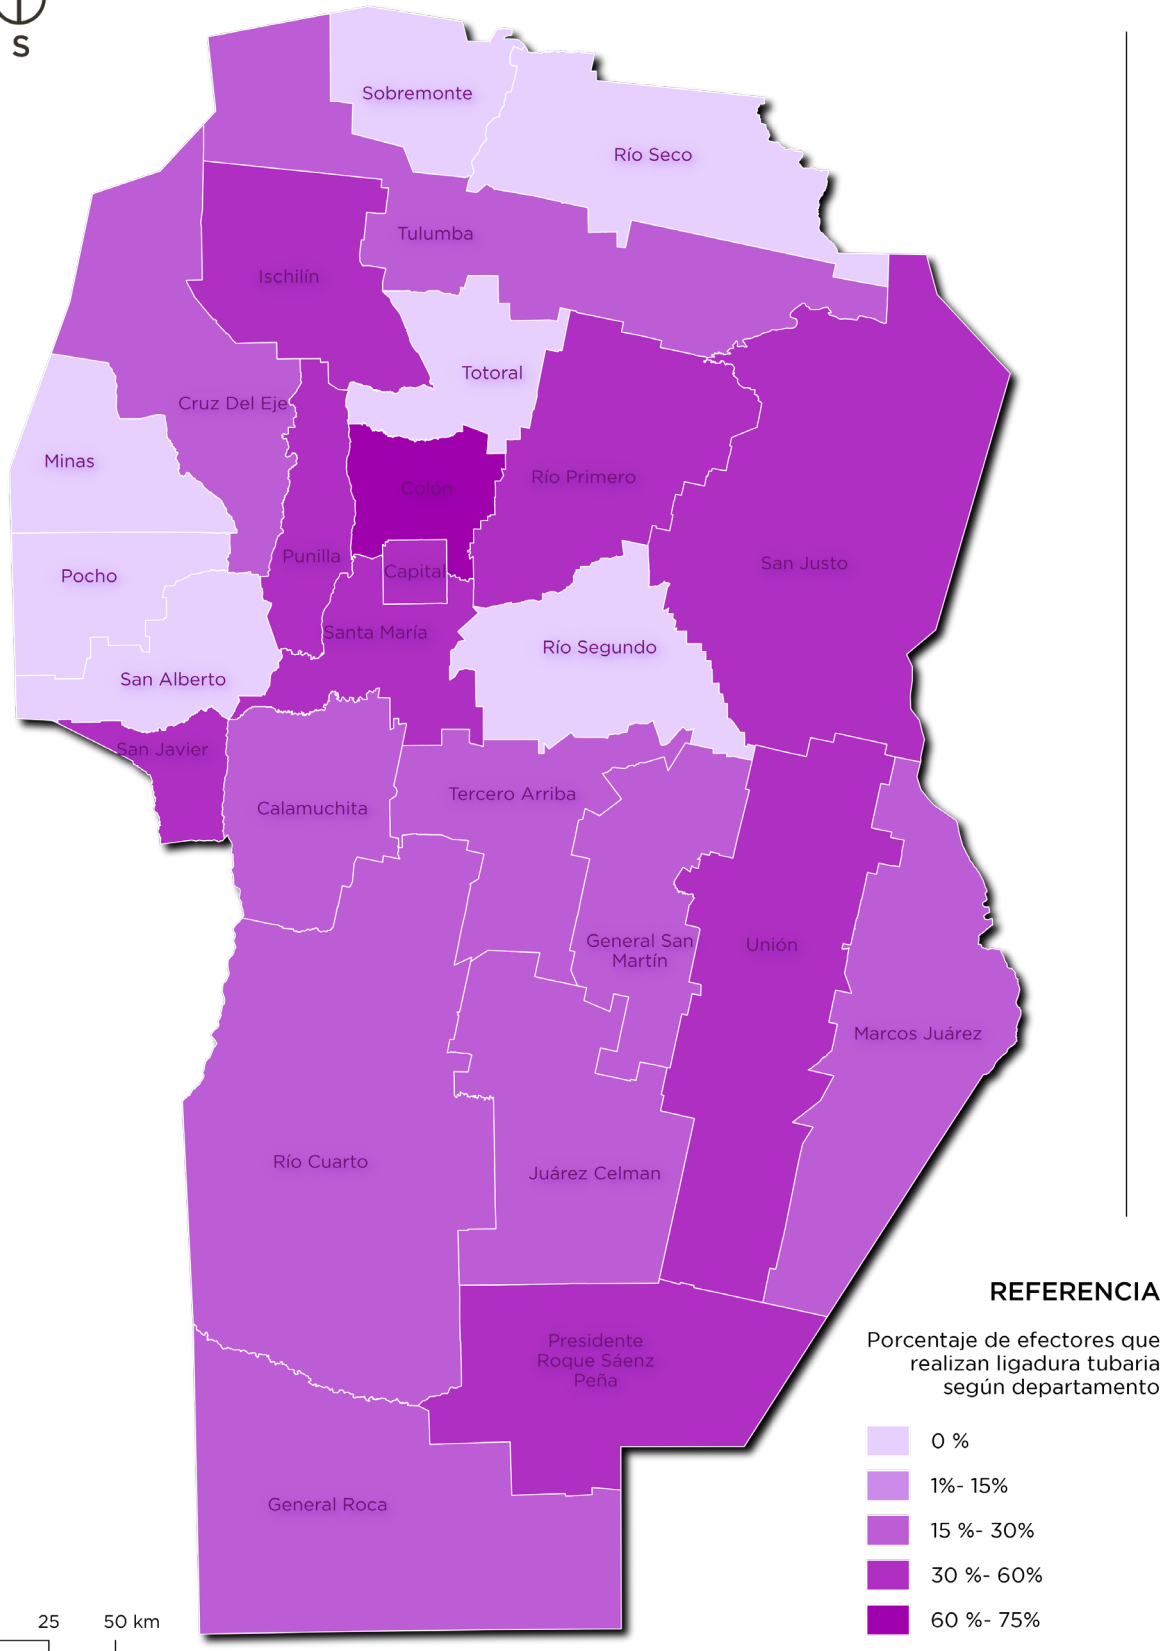 S
Sobremonte
Río Seco
Tulumba
Ischilín
Totoral
Cruz Del Eje
Minas
Río Primero
Colón
Punilla
San Justo
Capital
Pocho
Santa María
Río Segundo
San Alberto
San Javier
Tercero Arriba
Calamuchita
General San
Martín
Unión
Marcos Juárez
Río Cuarto
Juárez Celman
Presidente
Roque Sáenz
Peña
General Roca
REFERENCIA
Porcentaje de efectores que
realizan ligadura tubaria
según departamento
0 %
1%- 15%
15 %- 30%
30 %- 60%
60 %- 75%
25 50 km